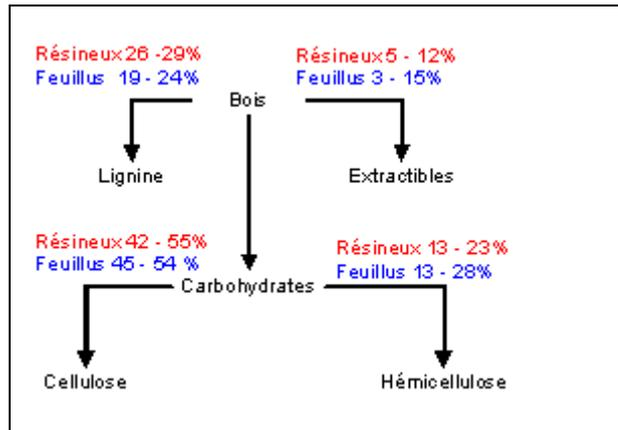 Résineux 26 -29%
Feuillus 19 - 24%
Résineux 5 - 12%
Feuillus 3 - 15%
Bois
Lignine
Extractibles
Résineux 42 - 55%
Feuillus 45 - 54 %
Résineux 13 - 23%
Feuillus 13 - 28%
Carbohydrates
Cellulose
Hémicellulose